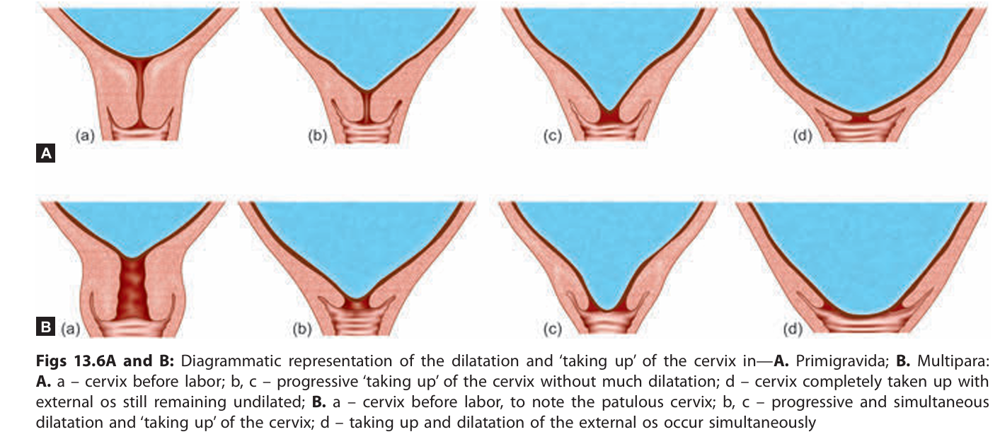 (a)
(b)
(c)
(d)
A
B
(a)
(b)
(c)
(d)
Figs 13.6A and B: Diagrammatic representation of the dilatation and ‘taking up’ of the cervix in—A. Primigravida; B. Multipara:
A. a – cervix before labor; b, c – progressive ‘taking up’ of the cervix without much dilatation; d – cervix completely taken up with
external os still remaining undilated; B. a – cervix before labor, to note the patulous cervix; b, c – progressive and simultaneous
dilatation and ‘taking up’ of the cervix; d – taking up and dilatation of the external os occur simultaneously